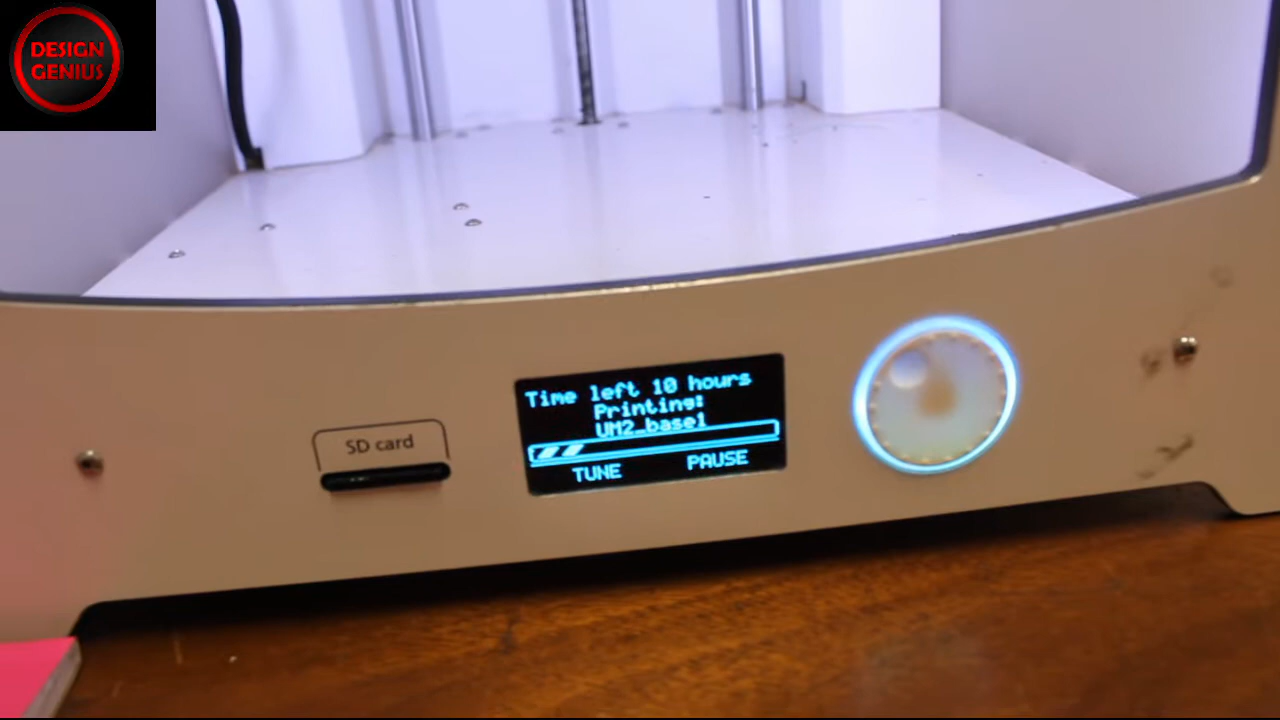 DESIGN
GENIUS
SD card
Time left 10 hours
Printing:
UM2_base1
TUNE PAUSE